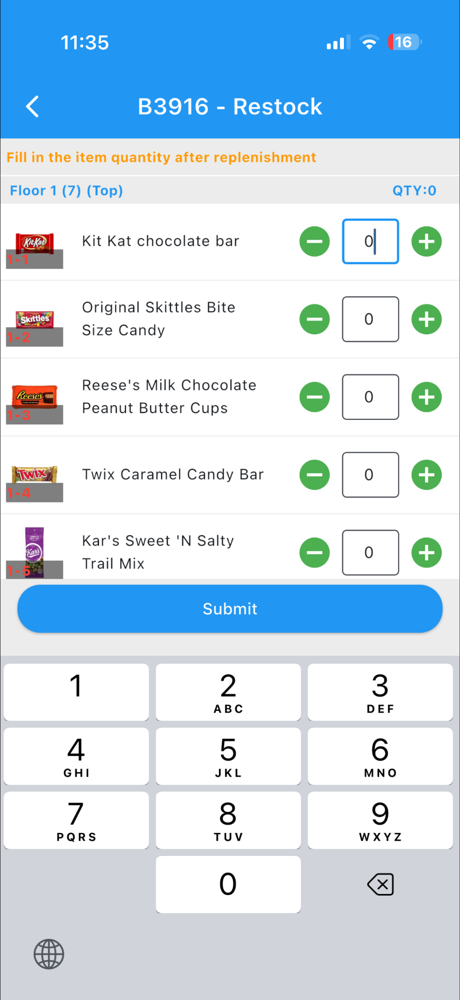 11:35
16
B3916 - Restock
Fill in the item quantity after replenishment
Floor 1 (7) (Top) QTY:0
KitKat
1-1
Kit Kat chocolate bar
0
Skittles
1-2
Original Skittles Bite
Size Candy
0
Reese's
1-3
Reese's Milk Chocolate
Peanut Butter Cups
0
TWIX
1-4
Twix Caramel Candy Bar
0
Kar's
1-5
Kar's Sweet 'N Salty
Trail Mix
0
Submit
1 2 3
ABC DEF
4 5 6
GHI JKL MNO
7 8 9
PQRS TUV WXYZ
0